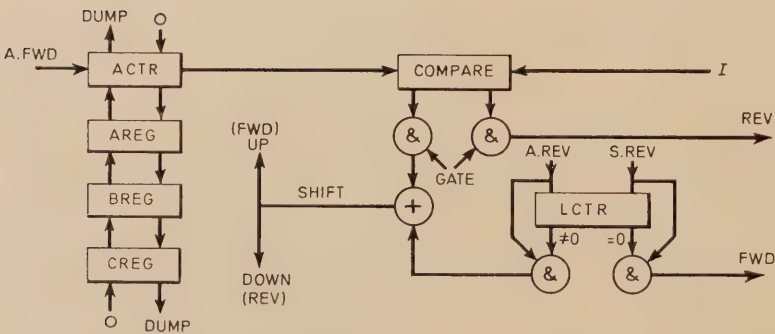 DUMP
O
A.FWD
ACTR
COMPARE
I
AREG
(FWD)
UP
&
&
REV
A.REV
S.REV
GATE
BREG
SHIFT
+
LCTR
≠0
=0
CREG
DOWN
(REV)
&
&
FWD
O
DUMP